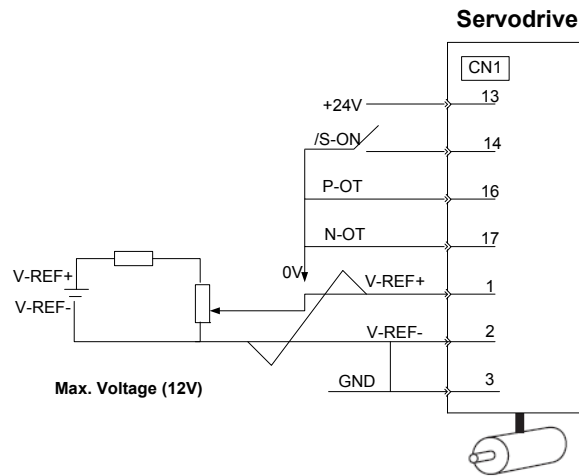 Servodrive
CN1
+24V 13
/S-ON 14
P-OT 16
N-OT 17
0V
V-REF+ V-REF+ 1
V-REF- V-REF- 2
Max. Voltage (12V) GND 3